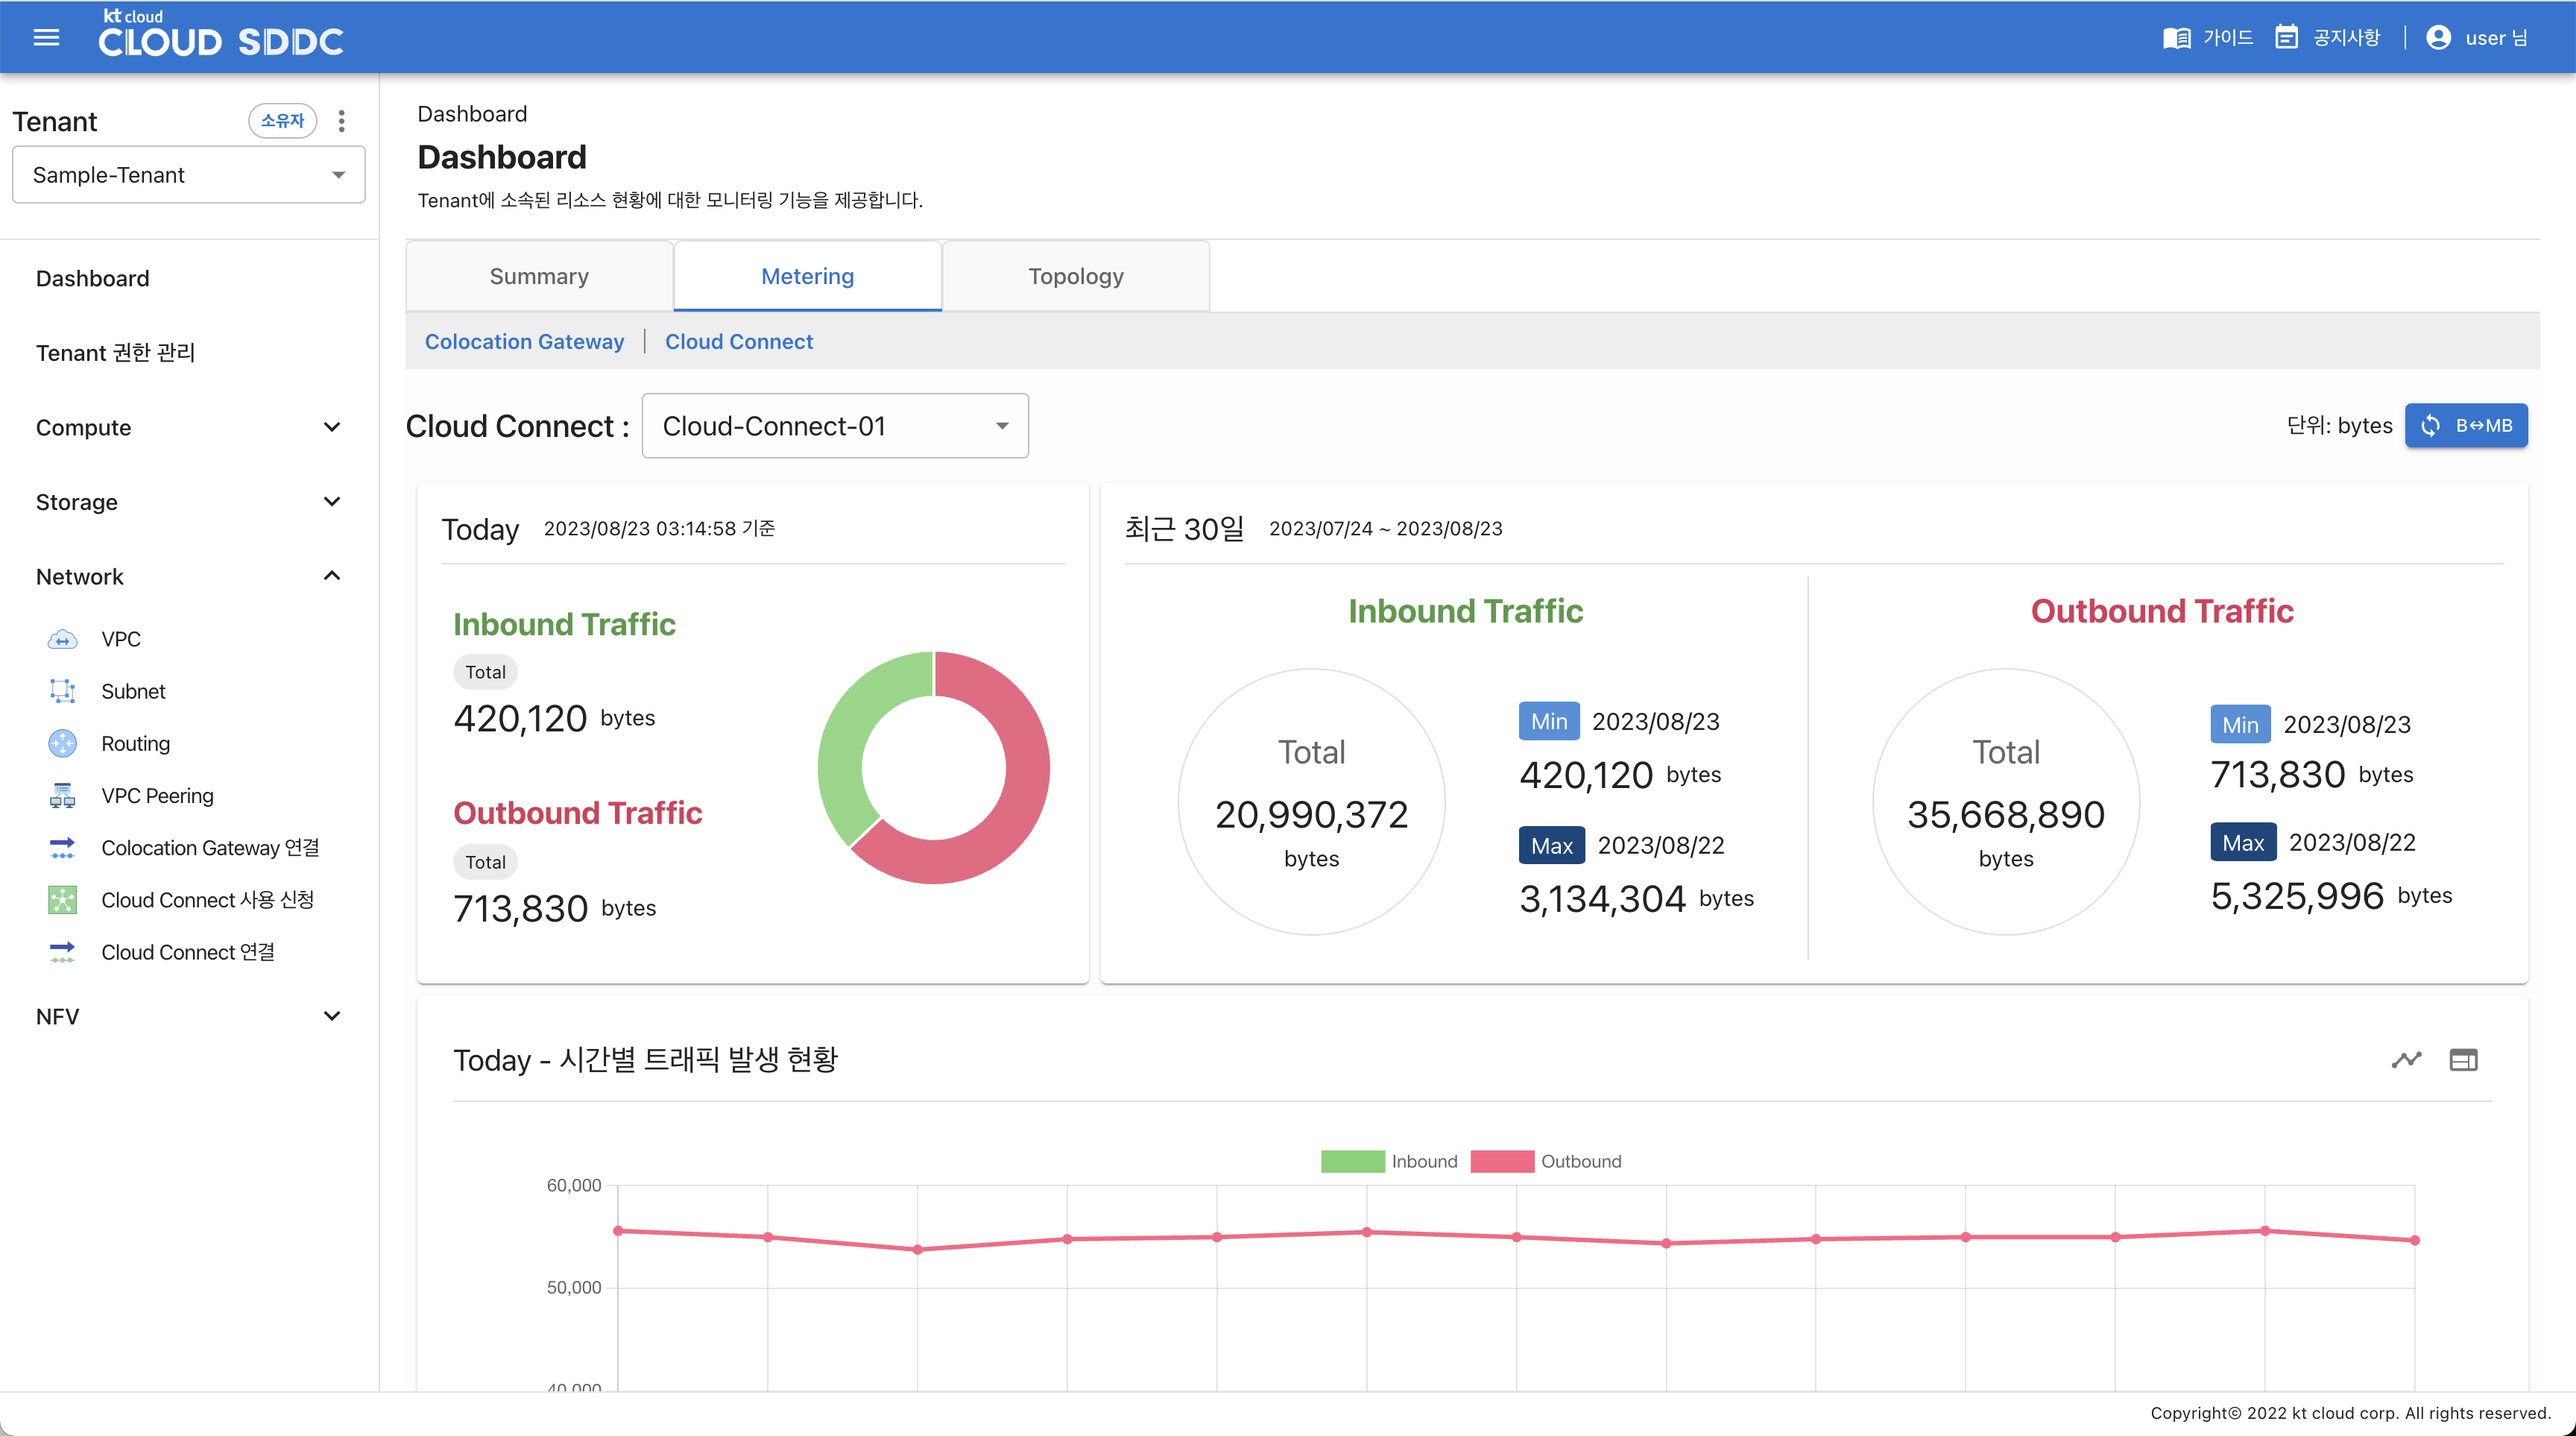 kt cloud
CLOUD SDDC
가이드
공지사항
user 님
Tenant
소유자
Sample-Tenant
Dashboard
Tenant 권한 관리
Compute
Storage
Network
VPC
Subnet
Routing
VPC Peering
Colocation Gateway 연결
Cloud Connect 사용 신청
Cloud Connect 연결
NFV
Dashboard
Dashboard
Tenant에 소속된 리소스 현황에 대한 모니터링 기능을 제공합니다.
Summary
Metering
Topology
Colocation Gateway | Cloud Connect
Cloud Connect :
Cloud-Connect-01
단위: bytes
B↔MB
Today 2023/08/23 03:14:58 기준
Inbound Traffic
Total
420,120 bytes
Outbound Traffic
Total
713,830 bytes
최근 30일 2023/07/24 ~ 2023/08/23
Inbound Traffic
Total
20,990,372
bytes
Min 2023/08/23
420,120 bytes
Max 2023/08/22
3,134,304 bytes
Outbound Traffic
Total
35,668,890
bytes
Min 2023/08/23
713,830 bytes
Max 2023/08/22
5,325,996 bytes
Today - 시간별 트래픽 발생 현황
Inbound
Outbound
60,000
50,000
40,000
Copyright© 2022 kt cloud corp. All rights reserved.